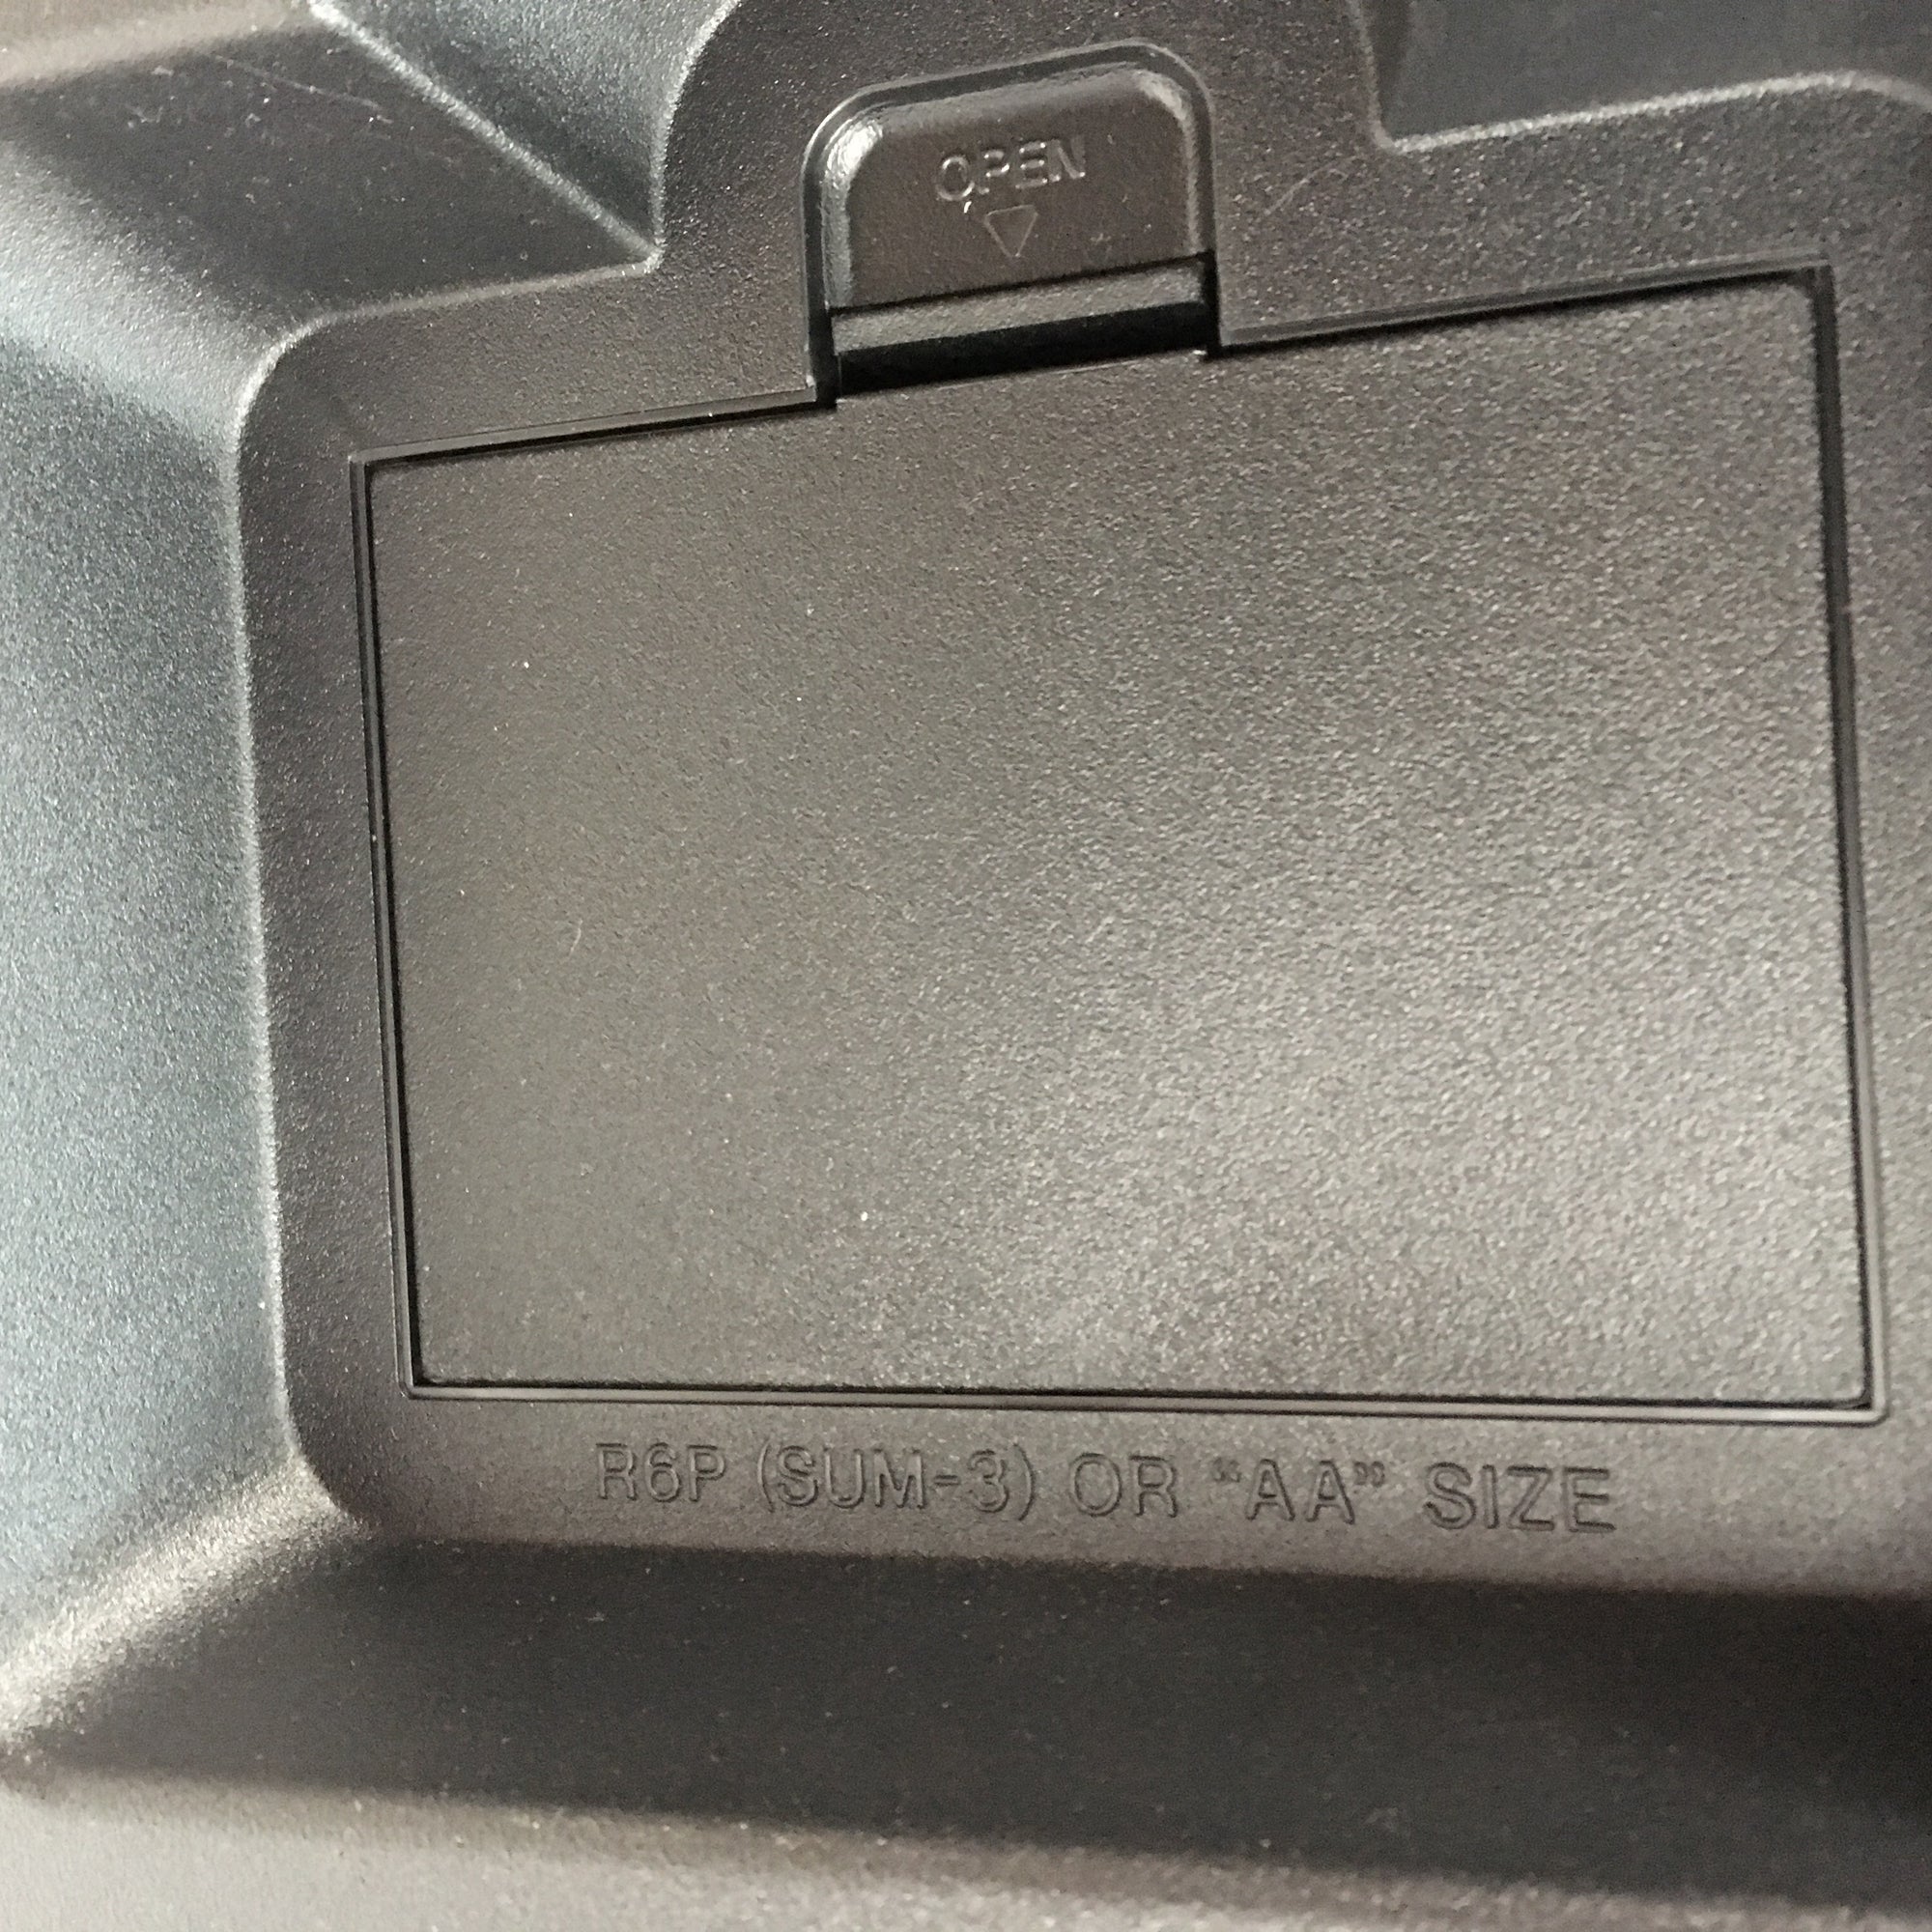 OPEN
R6P (SUM-3) OR “AA” SIZE